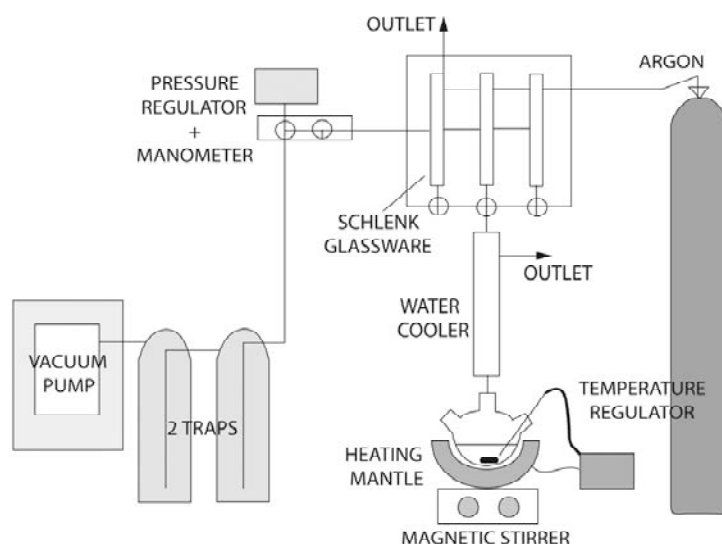 OUTLET
ARGON
PRESSURE
REGULATOR
+
MANOMETER
SCHLENK
GLASSWARE
OUTLET
WATER
COOLER
VACUUM
PUMP
2 TRAPS
TEMPERATURE
REGULATOR
HEATING
MANTLE
MAGNETIC STIRRER